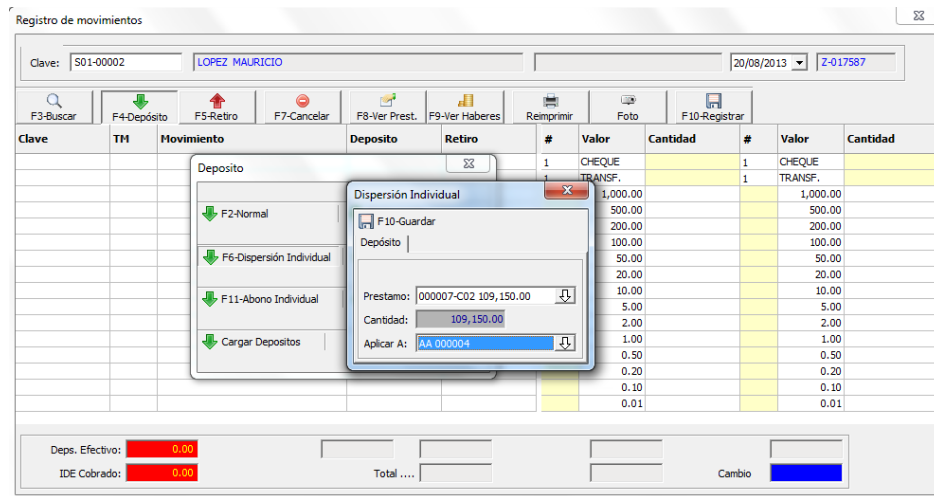 Registro de movimientos
Clave: S01-00002 LOPEZ MAURICIO 20/08/2013 Z-017587
F3-Buscar F4-Depósito F5-Retiro F7-Cancelar F8-Ver Prest. F9-Ver Haberes Reimprimir Foto F10-Registrar
Clave TM Movimiento Deposito Retiro # Valor Cantidad # Valor Cantidad
1 CHEQUE 1 CHEQUE
1 TRANSF. 1 TRANSF.
1,000.00 1,000.00
500.00 500.00
200.00 200.00
100.00 100.00
50.00 50.00
20.00 20.00
10.00 10.00
5.00 5.00
2.00 2.00
1.00 1.00
0.50 0.50
0.20 0.20
0.10 0.10
0.01 0.01
Deposito
F2-Normal
F6-Dispersión Individual
F11-Abono Individual
Cargar Depositos
Dispersión Individual
F10-Guardar
Depósito
Prestamo: 000007-C02 109,150.00
Cantidad: 109,150.00
Aplicar A: AA 000004
Deps. Efectivo: 0.00
IDE Cobrado: 0.00 Total .... Cambio